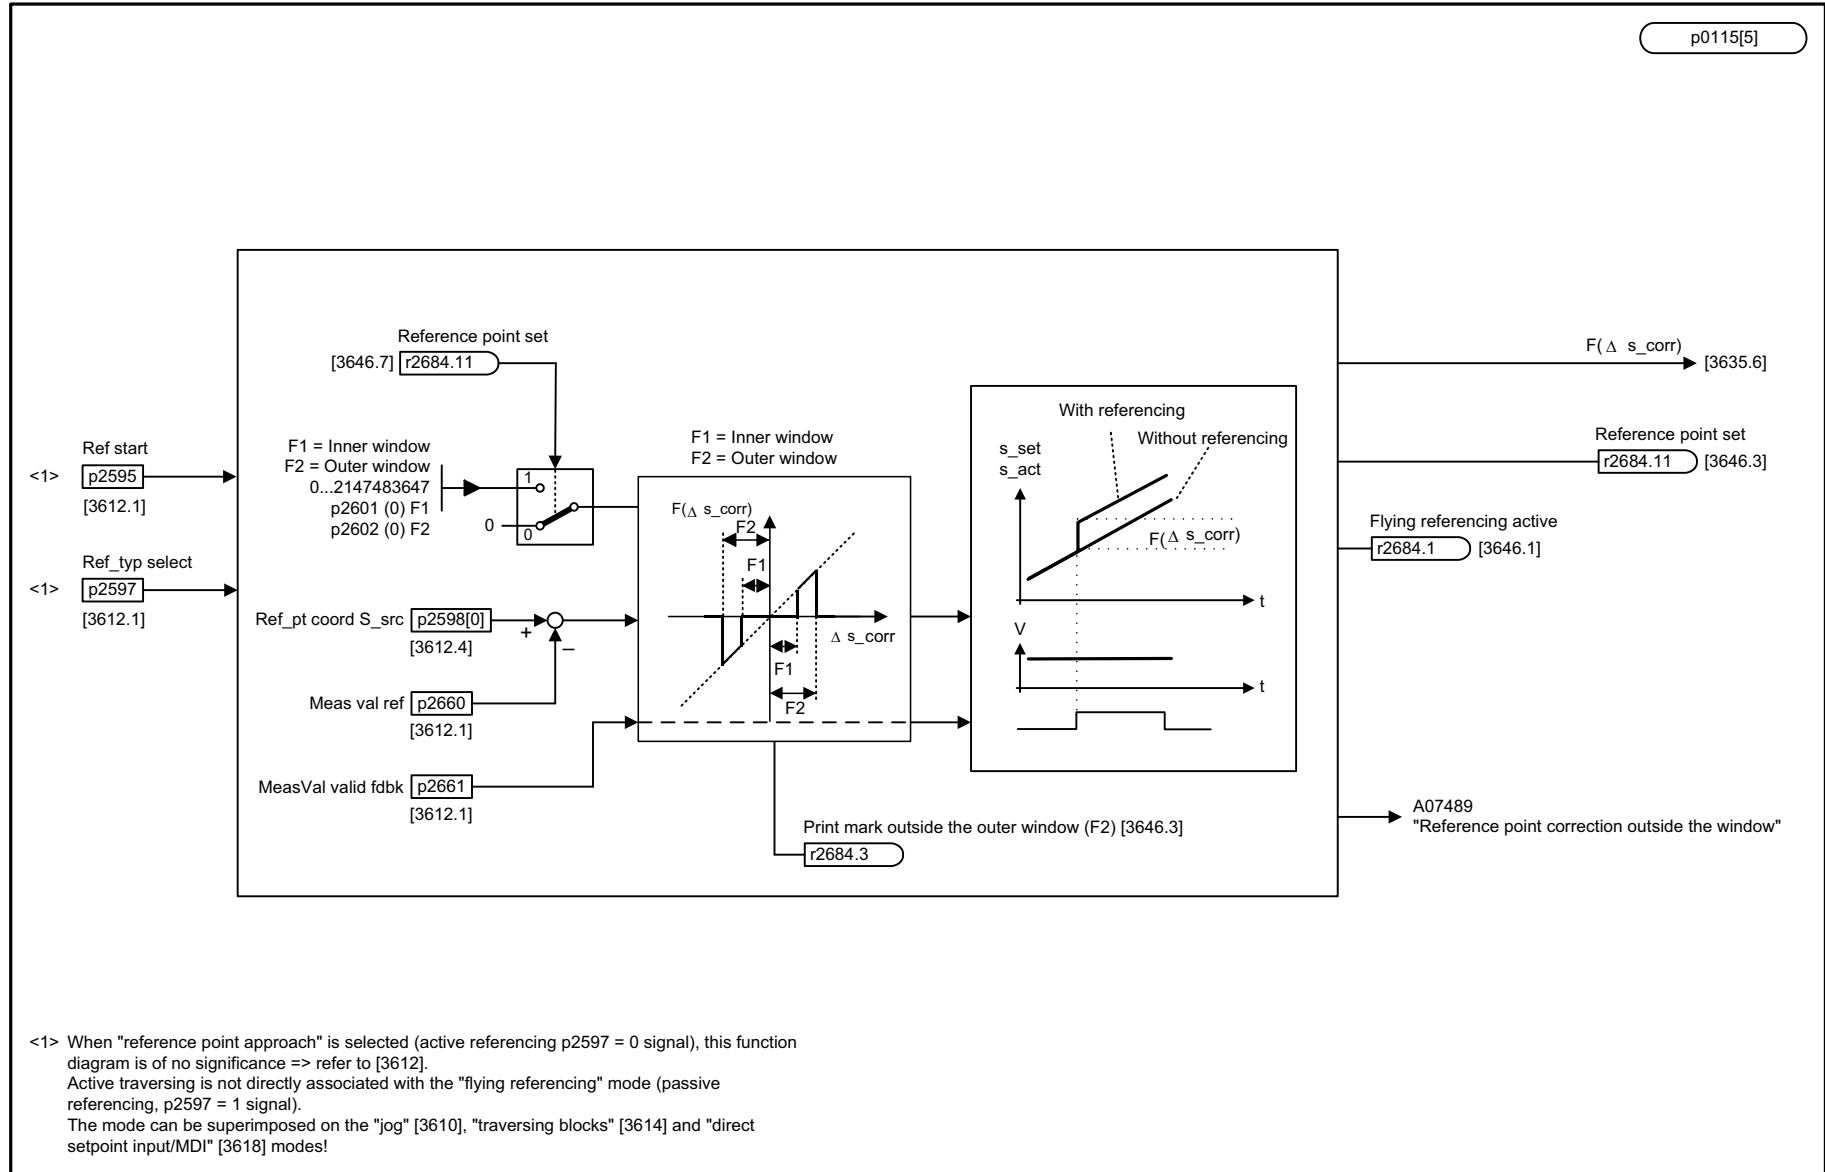 p0115[5]
Reference point set
[3646.7] r2684.11
F1 = Inner window
F2 = Outer window
0...2147483647
p2601 (0) F1
p2602 (0) F2
1
0
0
Ref start
<1> p2595
[3612.1]
Ref_typ select
<1> p2597
[3612.1]
Ref_pt coord S_src p2598[0]
[3612.4]
+
–
Meas val ref p2660
[3612.1]
MeasVal valid fdbk p2661
[3612.1]
F1 = Inner window
F2 = Outer window
F(Δ s_corr)
F2
F1
Δ s_corr
F1
F2
Print mark outside the outer window (F2) [3646.3]
r2684.3
With referencing
Without referencing
s_set
s_act
F(Δ s_corr)
t
V
t
F(Δ s_corr)
[3635.6]
Reference point set
r2684.11 [3646.3]
Flying referencing active
r2684.1 [3646.1]
A07489
"Reference point correction outside the window"
<1> When "reference point approach" is selected (active referencing p2597 = 0 signal), this function
diagram is of no significance => refer to [3612].
Active traversing is not directly associated with the "flying referencing" mode (passive
referencing, p2597 = 1 signal).
The mode can be superimposed on the "jog" [3610], "traversing blocks" [3614] and "direct
setpoint input/MDI" [3618] modes!